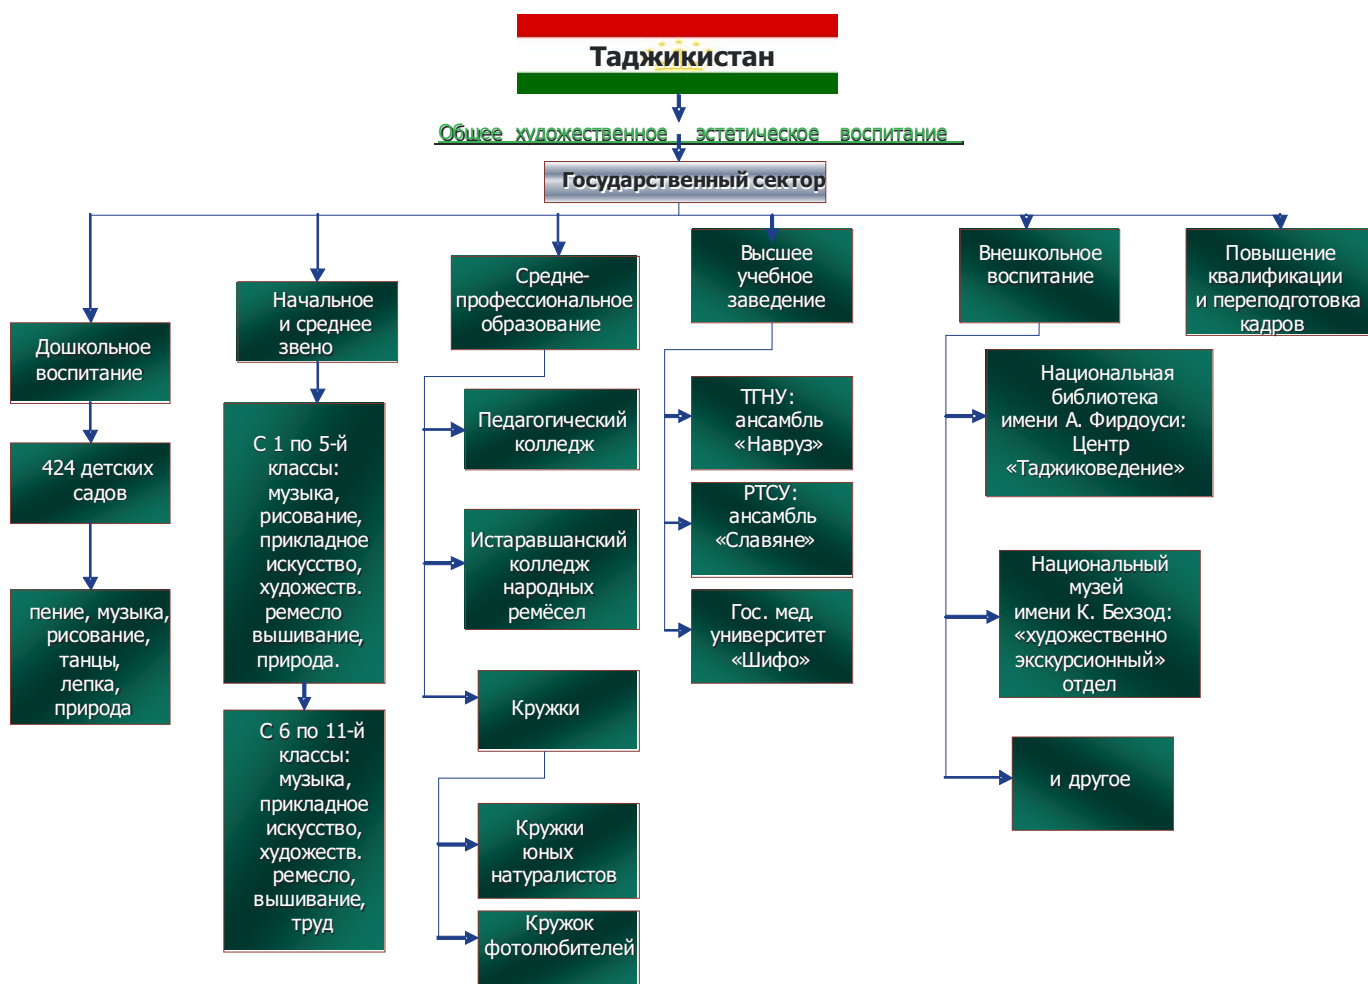 Таджикистан
Общее художественное эстетическое воспитание
Государственный сектор
Дошкольное
воспитание
424 детских
садов
пение, музыка,
рисование,
танцы,
лепка,
природа
Начальное
и среднее
звено
С 1 по 5-й
классы:
музыка,
рисование,
прикладное
искусство,
художеств.
ремесло
вышивание,
природа.
С 6 по 11-й
классы:
музыка,
прикладное
искусство,
художеств.
ремесло,
вышивание,
труд
Средне-
профессиональное
образование
Педагогический
колледж
Истаравшанский
колледж
народных
ремёсел
Кружки
Кружки
юных
натуралистов
Кружок
фотолюбителей
Высшее
учебное
заведение
ТГНУ:
ансамбль
«Навруз»
РТСУ:
ансамбль
«Славяне»
Гос. мед.
университет
«Шифо»
Внешкольное
воспитание
Национальная
библиотека
имени А. Фирдоуси:
Центр
«Таджиковедение»
Национальный
музей
имени К. Бехзод:
«художественно
экскурсионный»
отдел
и другое
Повышение
квалификации
и переподготовка
кадров